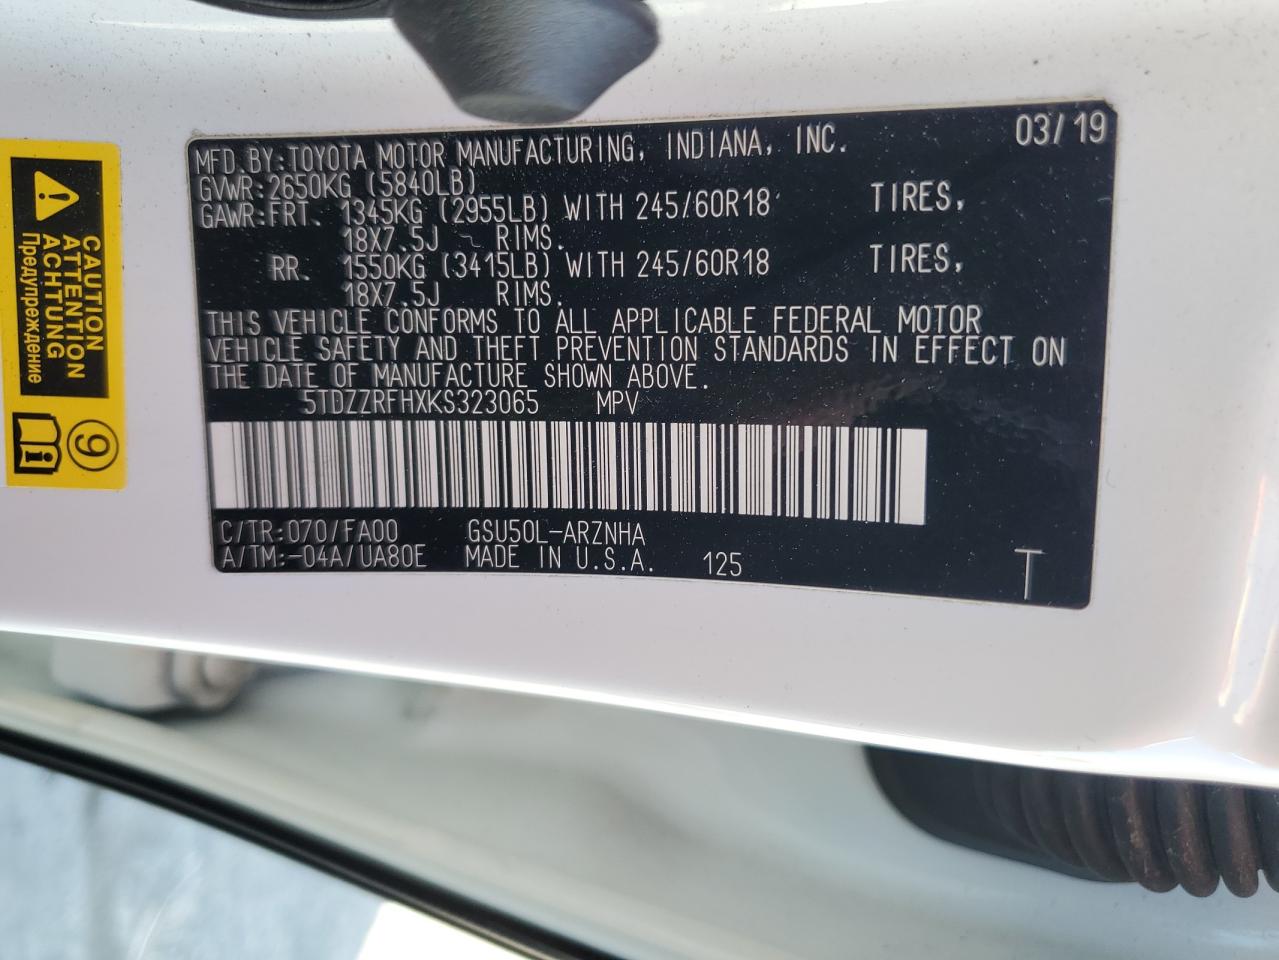 MFD.BY:TOYOTA MOTOR MANUFACTURING, INDIANA, INC. 03/19
GVWR:2650KG (5840LB)
GAWR:FRT. 1345KG (2955LB) WITH 245/60R18 TIRES,
18X7.5J RIMS.
RR. 1550KG (3415LB) WITH 245/60R18 TIRES,
18X7.5J RIMS.
THIS VEHICLE CONFORMS TO ALL APPLICABLE FEDERAL MOTOR
VEHICLE SAFETY AND THEFT PREVENTION STANDARDS IN EFFECT ON
THE DATE OF MANUFACTURE SHOWN ABOVE.
5TDZZRFHXKS323065 MPV
C/TR:070/FA00 GSU50L-ARZNHA
A/TM:-04A/UA80E MADE IN U.S.A. 125 T
CAUTION
ATTENTION
ACHTUNG
Предупреждение
9